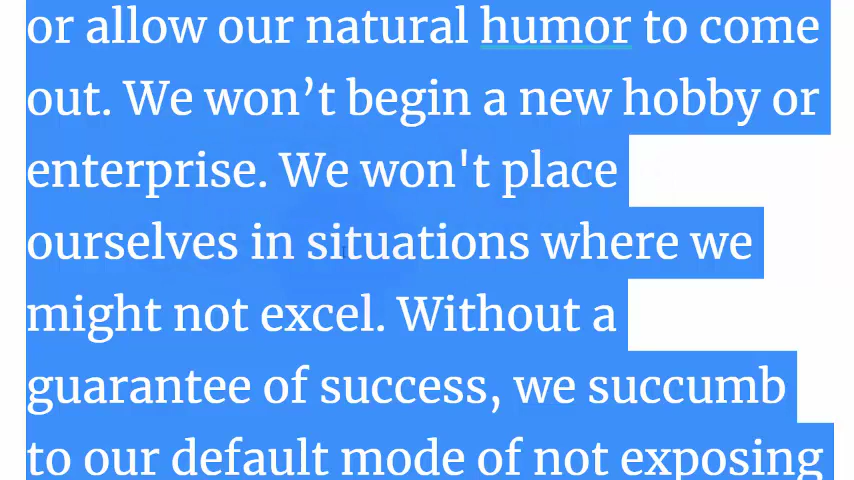 or allow our natural humor to come
out. We won’t begin a new hobby or
enterprise. We won't place
ourselves in situations where we
might not excel. Without a
guarantee of success, we succumb
to our default mode of not exposing